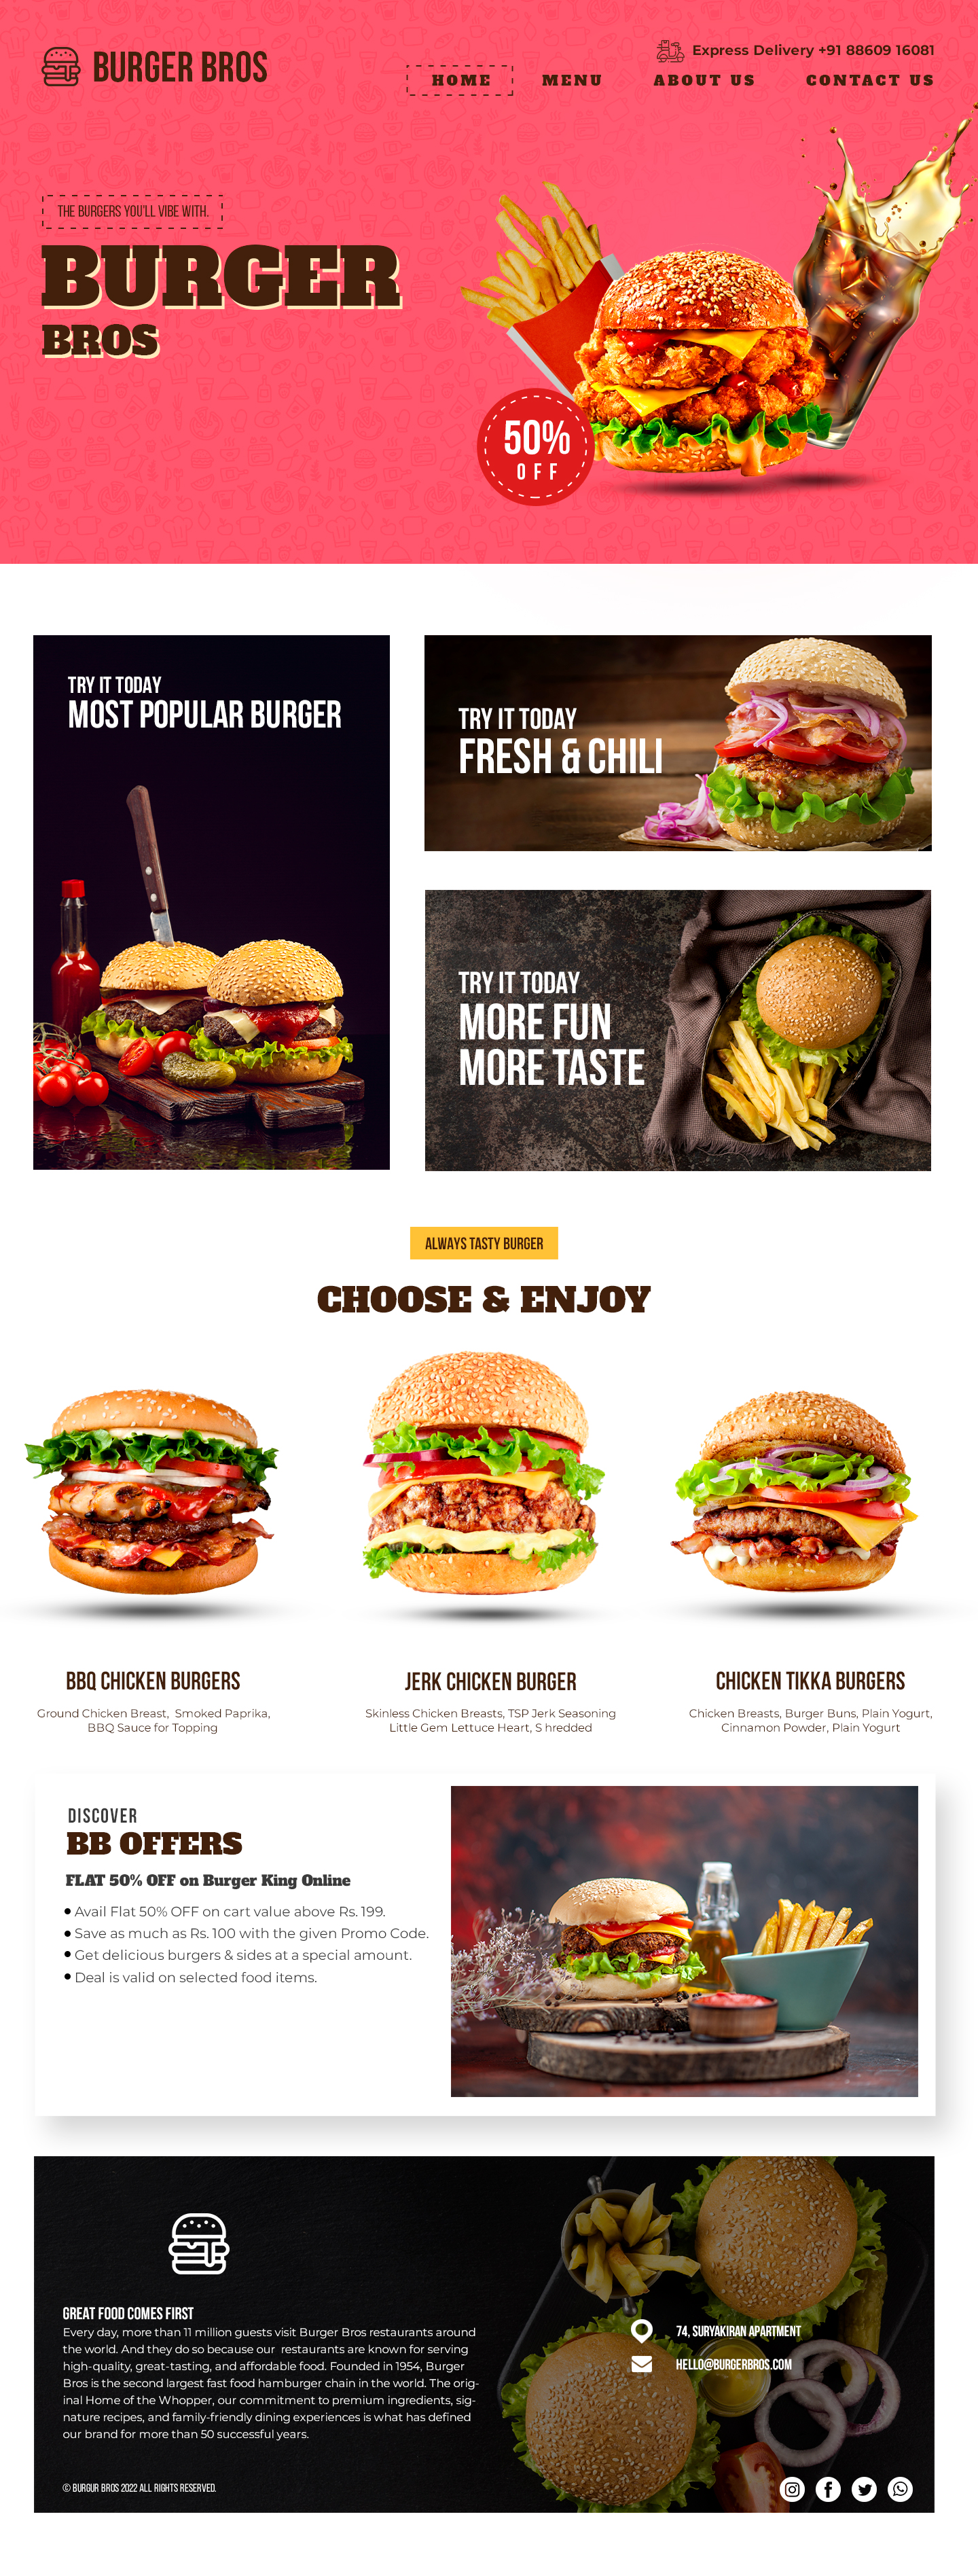 BURGER BROS
Express Delivery +91 88609 16081
HOME MENU ABOUT US CONTACT US
THE BURGERS YOU'LL VIBE WITH.
BURGER
BROS
50%
OFF
TRY IT TODAY
MOST POPULAR BURGER
TRY IT TODAY
FRESH & CHILI
TRY IT TODAY
MORE FUN
MORE TASTE
ALWAYS TASTY BURGER
CHOOSE & ENJOY
BBQ CHICKEN BURGERS
Ground Chicken Breast, Smoked Paprika,
BBQ Sauce for Topping
JERK CHICKEN BURGER
Skinless Chicken Breasts, TSP Jerk Seasoning
Little Gem Lettuce Heart, S hredded
CHICKEN TIKKA BURGERS
Chicken Breasts, Burger Buns, Plain Yogurt,
Cinnamon Powder, Plain Yogurt
DISCOVER
BB OFFERS
FLAT 50% OFF on Burger King Online
• Avail Flat 50% OFF on cart value above Rs. 199.
• Save as much as Rs. 100 with the given Promo Code.
• Get delicious burgers & sides at a special amount.
• Deal is valid on selected food items.
GREAT FOOD COMES FIRST
Every day, more than 11 million guests visit Burger Bros restaurants around
the world. And they do so because our restaurants are known for serving
high-quality, great-tasting, and affordable food. Founded in 1954, Burger
Bros is the second largest fast food hamburger chain in the world. The orig-
inal Home of the Whopper, our commitment to premium ingredients, sig-
nature recipes, and family-friendly dining experiences is what has defined
our brand for more than 50 successful years.
74, SURYAKIRAN APARTMENT
HELLO@BURGERBROS.COM
© BURGUR BROS 2022 ALL RIGHTS RESERVED.